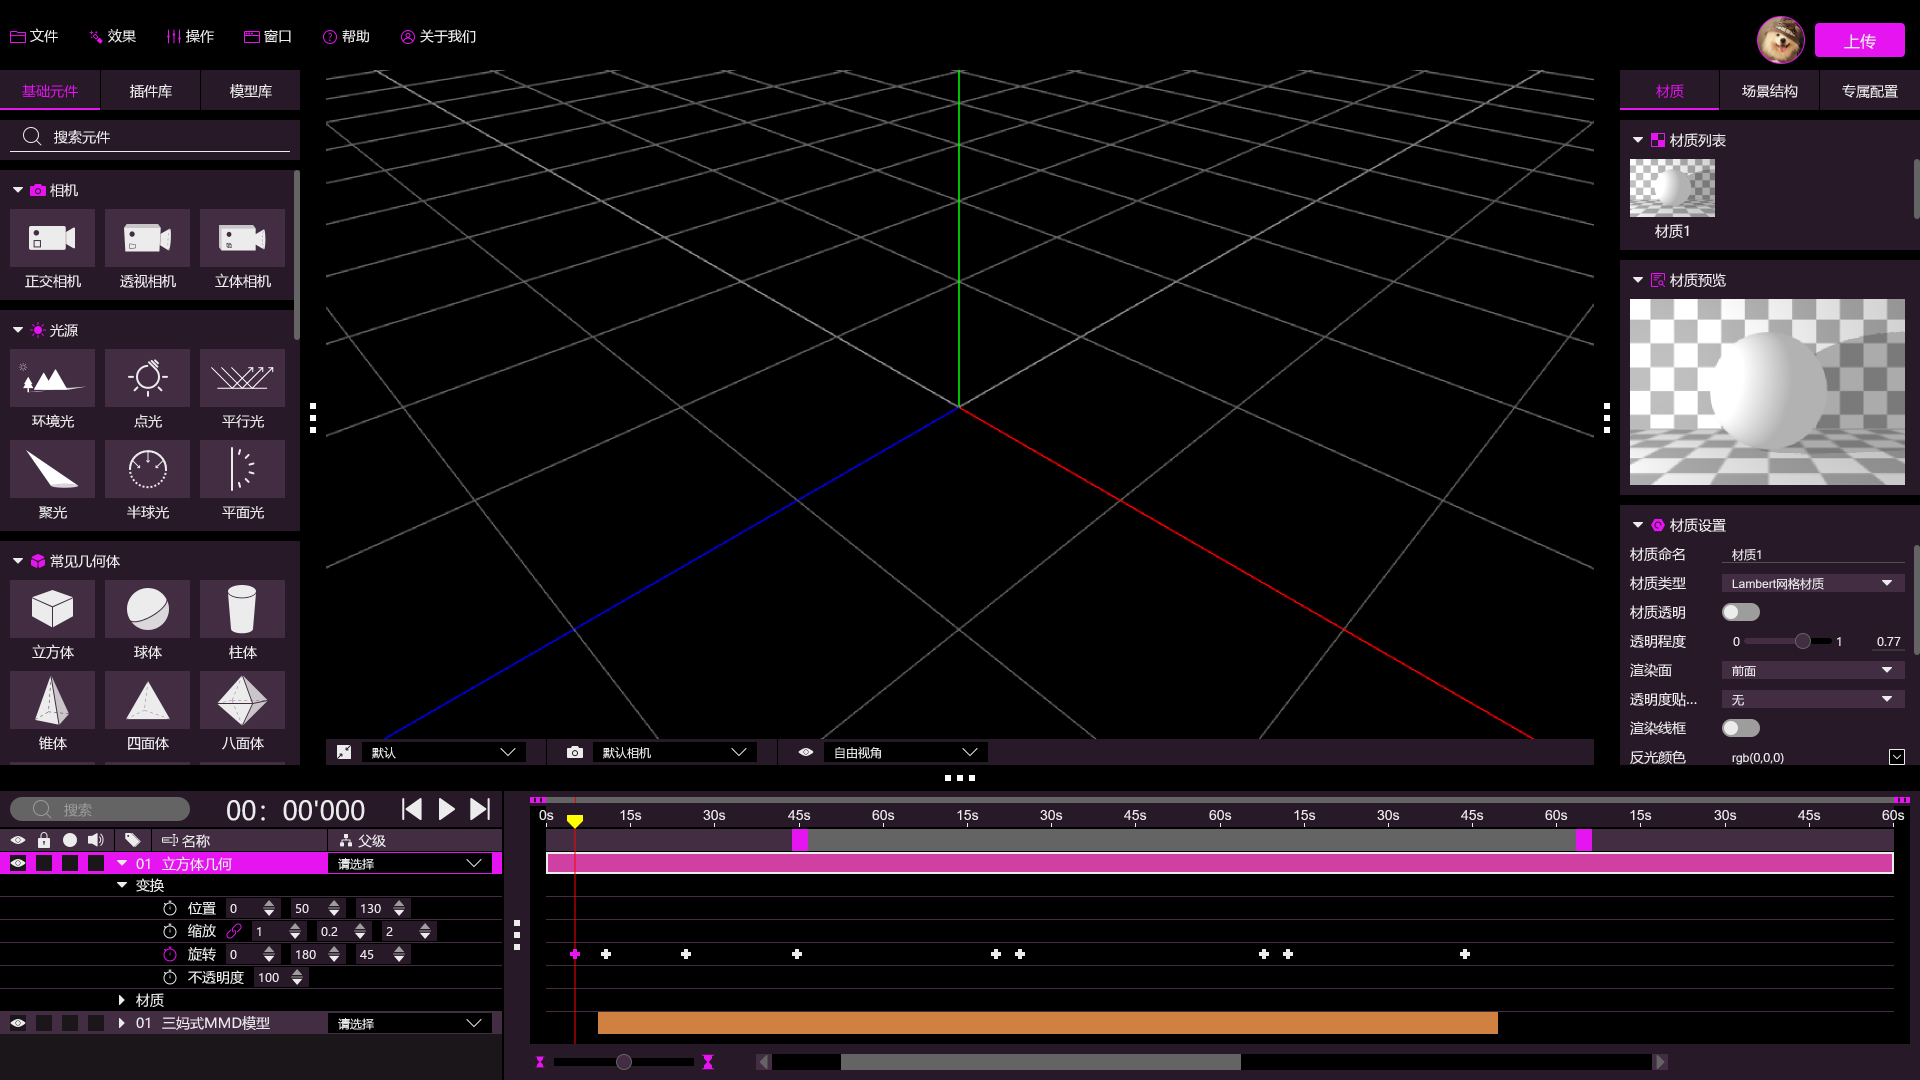 文件 效果 操作 窗口 帮助 关于我们 上传
基础元件 插件库 模型库
搜索元件
相机
正交相机 透视相机 立体相机
光源
环境光 点光 平行光
聚光 半球光 平面光
常见几何体
立方体 球体 柱体
锥体 四面体 八面体
默认 默认相机 自由视角
材质 场景结构 专属配置
材质列表
材质1
材质预览
材质设置
材质命名 材质1
材质类型 Lambert网格材质
材质透明
透明程度 0 1 0.77
渲染面 前面
透明度贴... 无
渲染线框
反光颜色 rgb(0,0,0)
搜索 00: 00'000
名称 父级
01 立方体几何 请选择
变换
位置 0 50 130
缩放 1 0.2 2
旋转 0 180 45
不透明度 100
材质
01 三妈式MMD模型 请选择
0s 15s 30s 45s 60s 15s 30s 45s 60s 15s 30s 45s 60s 15s 30s 45s 60s